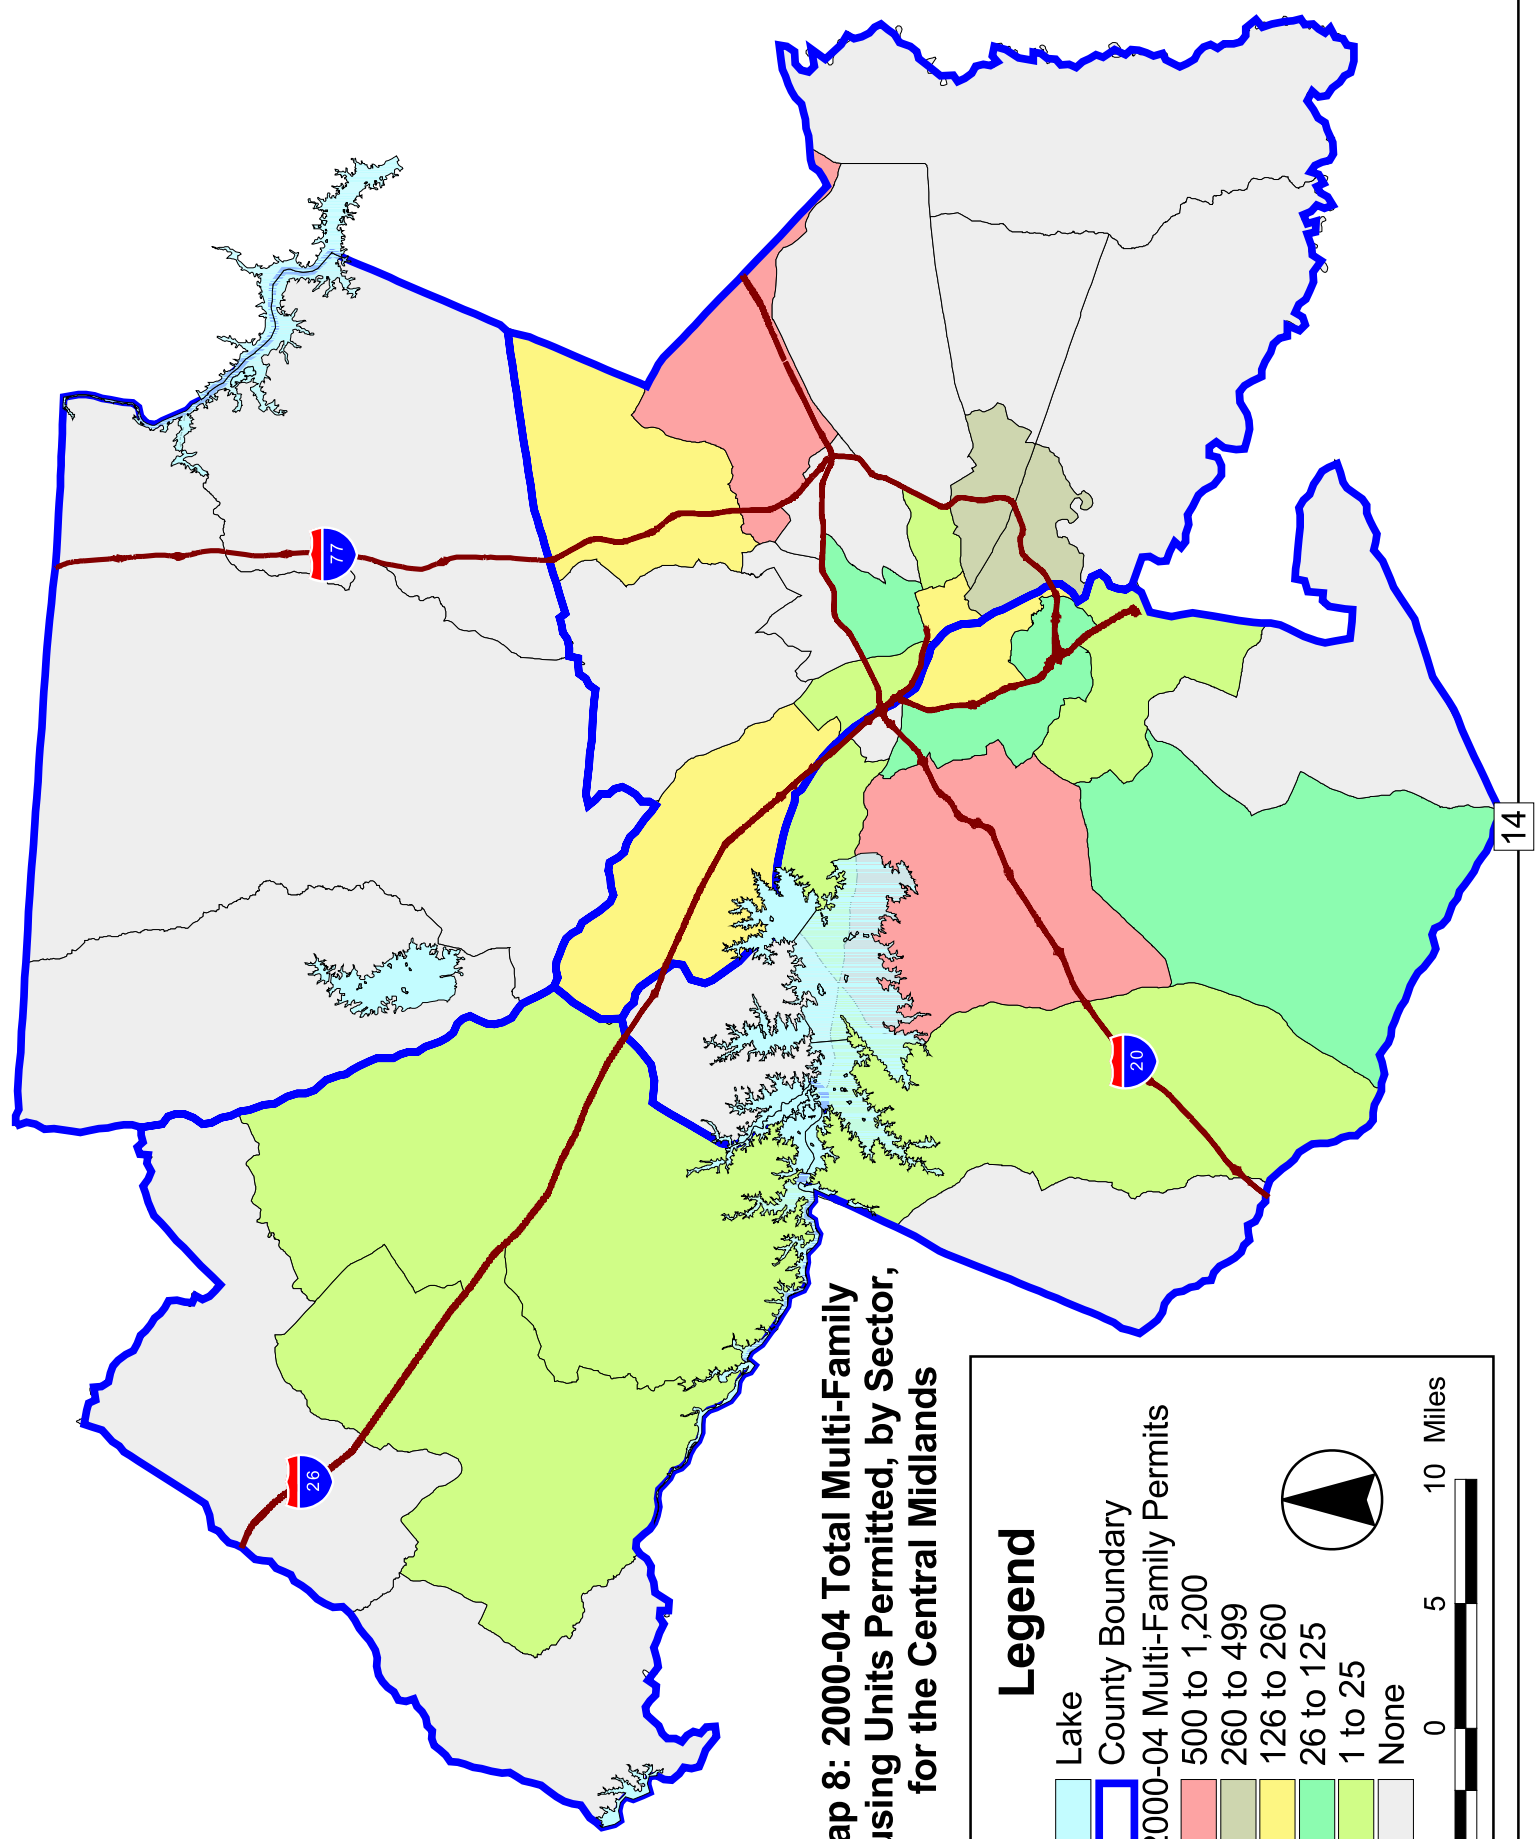 77
26
20
ap 8: 2000-04 Total Multi-Family
using Units Permitted, by Sector,
for the Central Midlands
Legend
Lake
County Boundary
2000-04 Multi-Family Permits
500 to 1,200
260 to 499
126 to 260
26 to 125
1 to 25
None
0 5 10 Miles
14